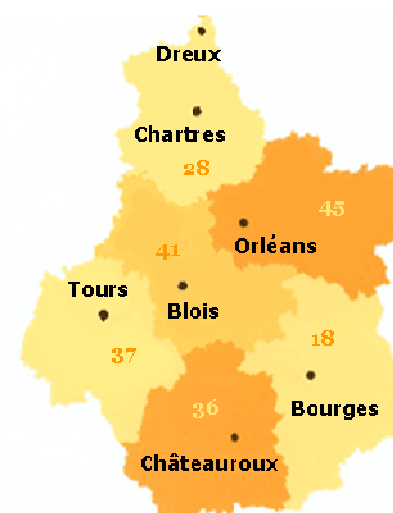 Dreux
Chartres
28
45
Orléans
41
Tours
Blois
18
37
36
Bourges
Châteauroux